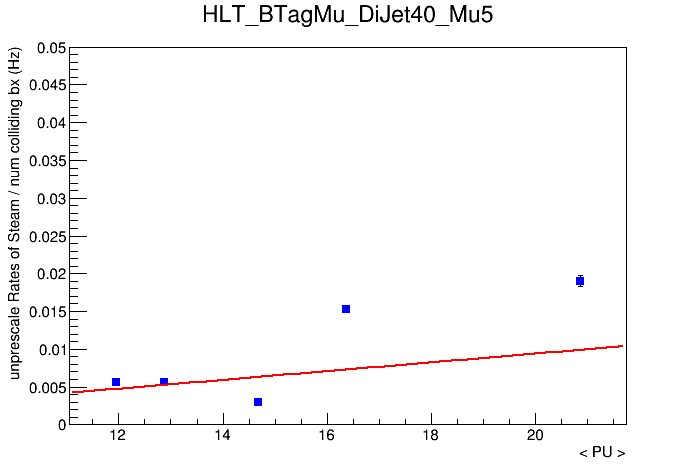 HLT_BTagMu_DiJet40_Mu5
unprescale Rates of Steam / num colliding bx (Hz)
0.05
0.045
0.04
0.035
0.03
0.025
0.02
0.015
0.01
0.005
0
12 14 16 18 20
< PU >